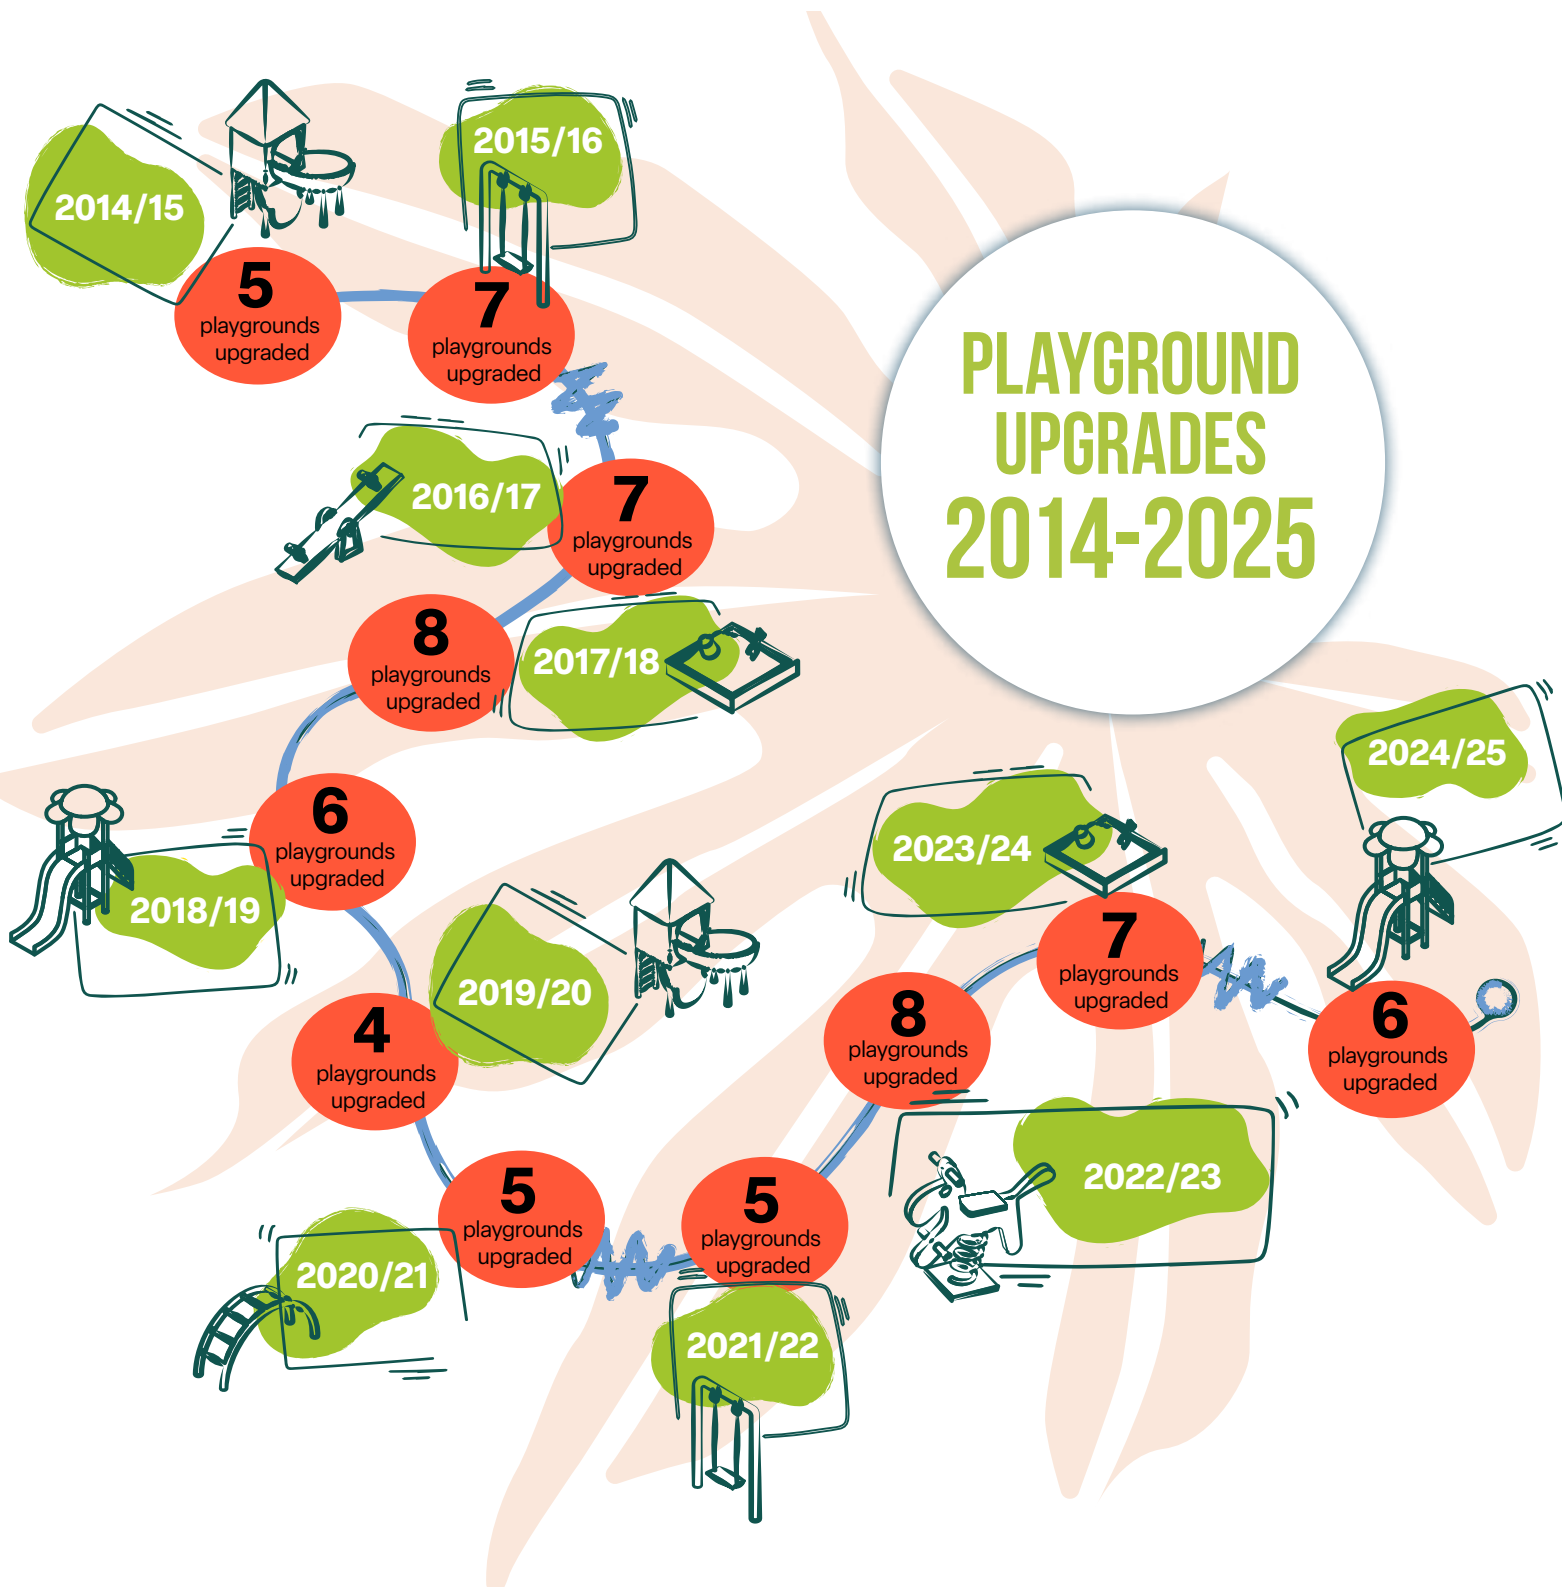 PLAYGROUND
UPGRADES
2014-2025
2014/15
5
playgrounds
upgraded
2015/16
7
playgrounds
upgraded
2016/17
7
playgrounds
upgraded
2017/18
8
playgrounds
upgraded
2018/19
6
playgrounds
upgraded
2019/20
4
playgrounds
upgraded
2020/21
5
playgrounds
upgraded
2021/22
5
playgrounds
upgraded
2022/23
8
playgrounds
upgraded
2023/24
7
playgrounds
upgraded
2024/25
6
playgrounds
upgraded